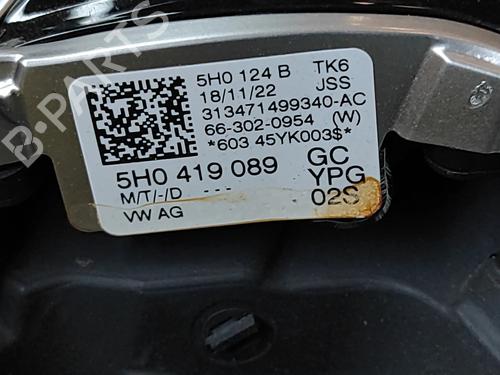 5H0 124 B TK6
18/11/22 JSS
313471499340-AC
66-302-0954 (W)
*603 45YK003$*
5H0 419 089 GC
M/T/-/D --- YPG
VW AG 02S
B-PARTS